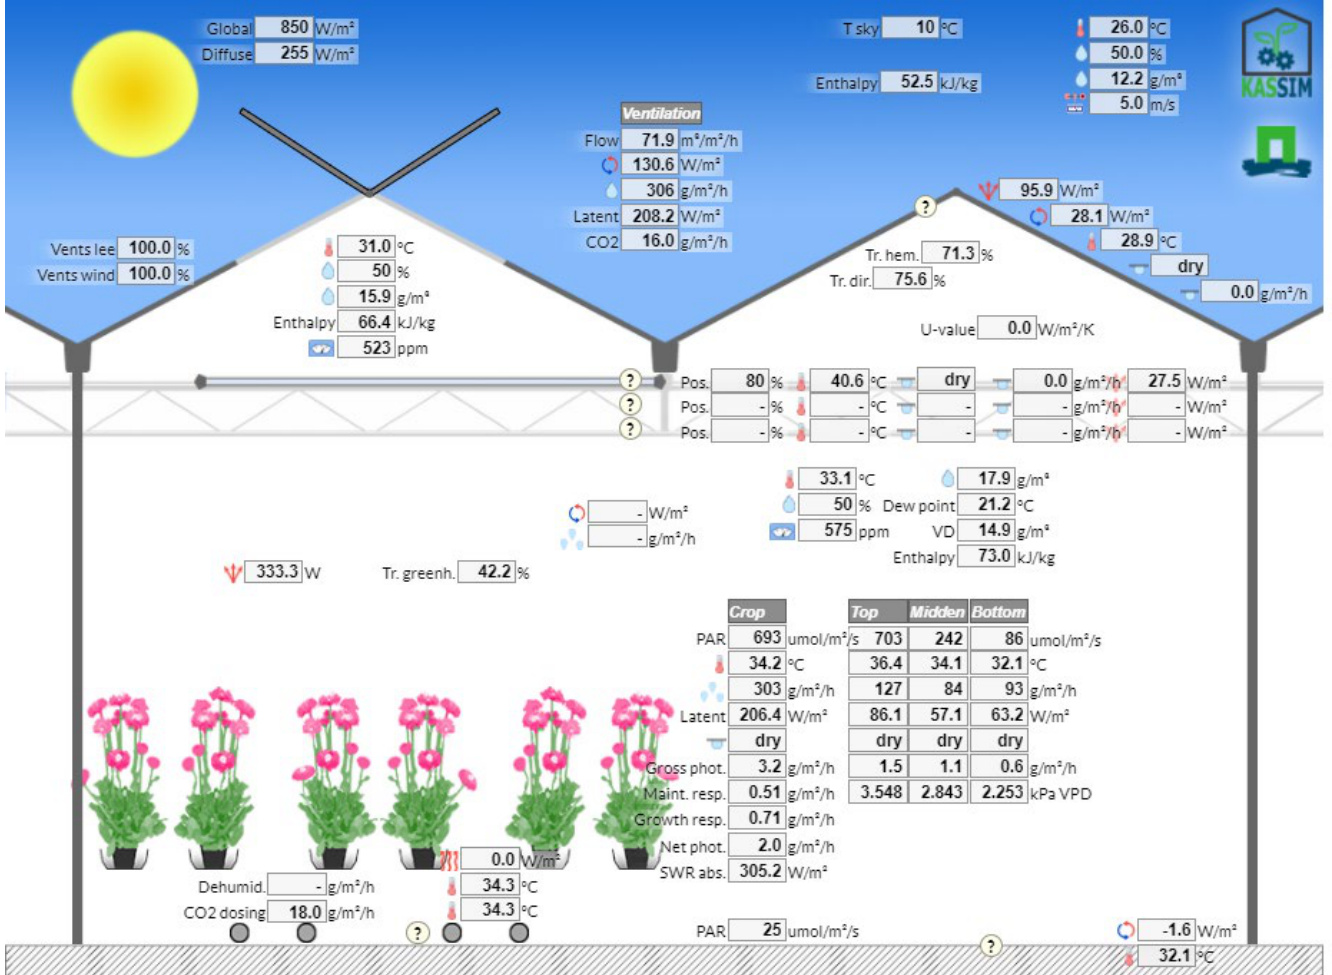 Global 850 W/m²
Diffuse 255 W/m²
T sky 10 °C
Enthalpy 52.5 kJ/kg
26.0 °C
50.0 %
12.2 g/m³
5.0 m/s
KASSIM
Ventilation
Flow 71.9 m³/m²/h
130.6 W/m²
306 g/m²/h
Latent 208.2 W/m²
CO2 16.0 g/m²/h
Vents lee 100.0 %
Vents wind 100.0 %
31.0 °C
50 %
15.9 g/m³
Enthalpy 66.4 kJ/kg
523 ppm
?
95.9 W/m²
28.1 W/m²
28.9 °C
dry
0.0 g/m²/h
Tr. hem. 71.3 %
Tr. dir. 75.6 %
U-value 0.0 W/m²/K
? Pos. 80 % 40.6 °C dry 0.0 g/m²/h 27.5 W/m²
? Pos. - % - °C - - g/m²/h - W/m²
? Pos. - % - °C - - g/m²/h - W/m²
33.1 °C 17.9 g/m³
50 % Dew point 21.2 °C
575 ppm VD 14.9 g/m³
Enthalpy 73.0 kJ/kg
- W/m²
- g/m²/h
333.3 W
Tr. greenh. 42.2 %
Crop Top Midden Bottom
PAR 693 umol/m²/s 703 242 86 umol/m²/s
34.2 °C 36.4 34.1 32.1 °C
303 g/m²/h 127 84 93 g/m²/h
Latent 206.4 W/m² 86.1 57.1 63.2 W/m²
dry dry dry dry
Gross phot. 3.2 g/m²/h 1.5 1.1 0.6 g/m²/h
Maint. resp. 0.51 g/m²/h 3.548 2.843 2.253 kPa VPD
Growth resp. 0.71 g/m²/h
Net phot. 2.0 g/m²/h
SWR abs. 305.2 W/m²
0.0 W/m²
34.3 °C
34.3 °C
Dehumid. - g/m²/h
CO2 dosing 18.0 g/m²/h
?
PAR 25 umol/m²/s
?
-1.6 W/m²
32.1 °C